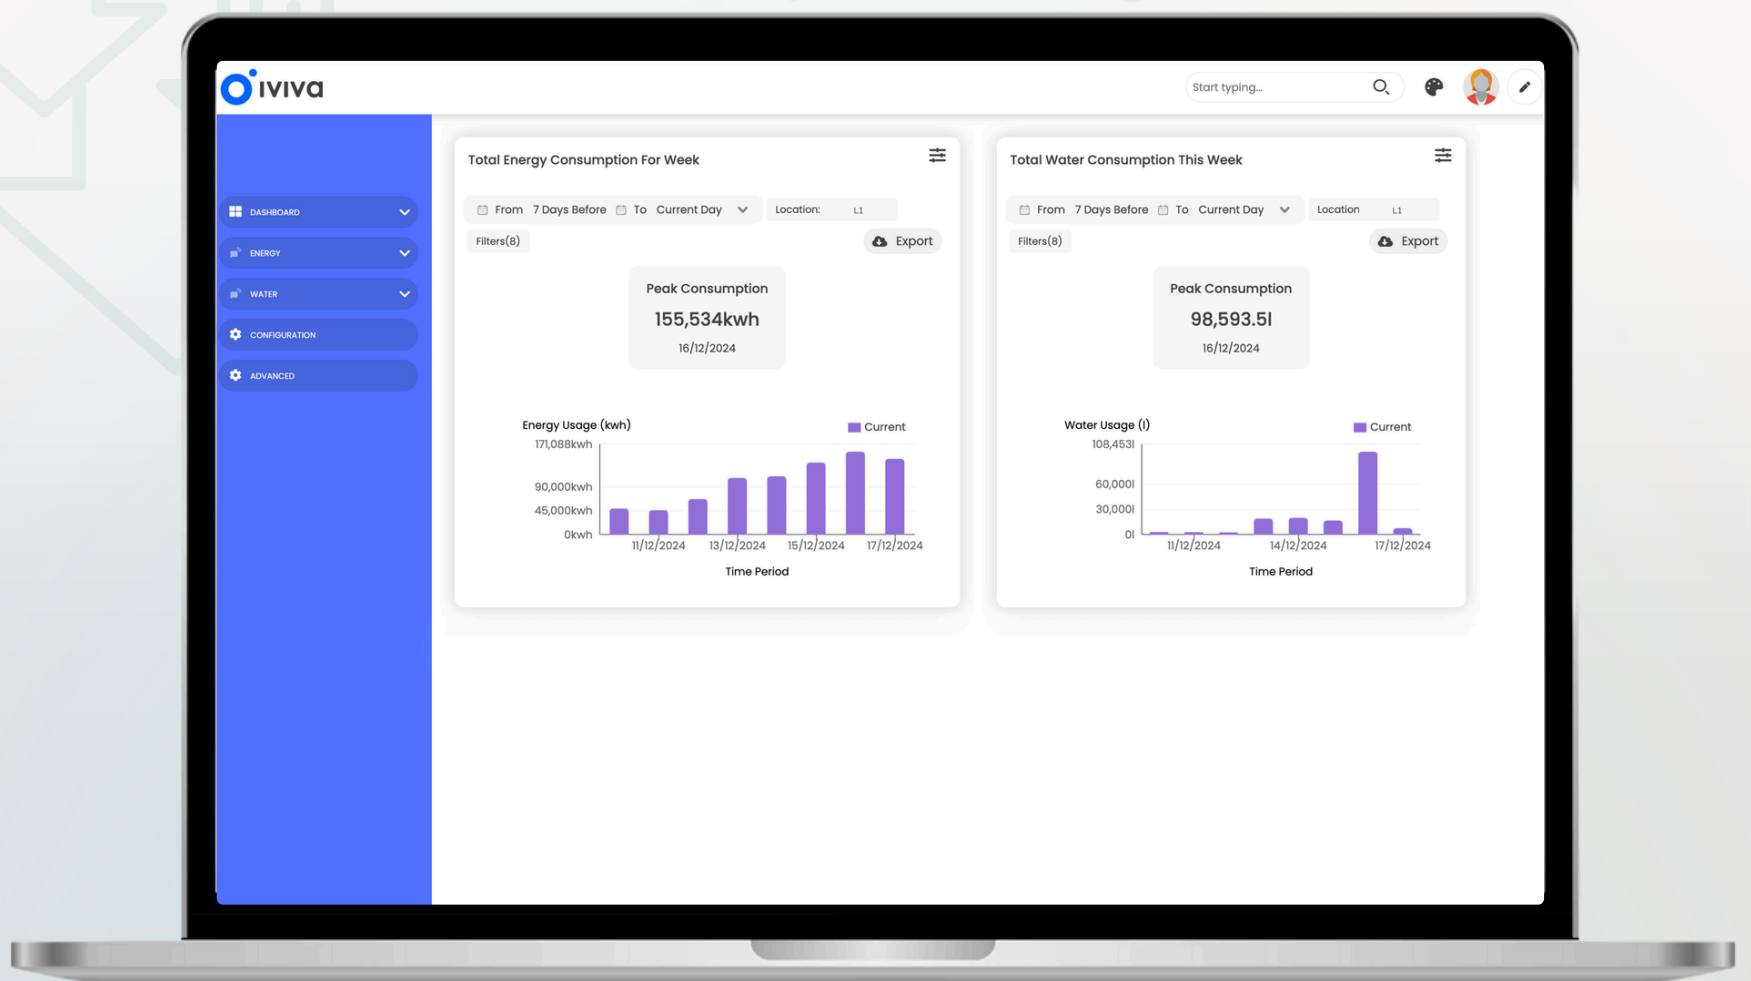 iviva
Start typing...
DASHBOARD
ENERGY
WATER
CONFIGURATION
ADVANCED
Total Energy Consumption For Week
From 7 Days Before To Current Day
Location: L1
Filters(8)
Export
Peak Consumption
155,534kwh
16/12/2024
Energy Usage (kwh)
Current
171,088kwh
90,000kwh
45,000kwh
0kwh
11/12/2024 13/12/2024 15/12/2024 17/12/2024
Time Period
Total Water Consumption This Week
From 7 Days Before To Current Day
Location L1
Filters(8)
Export
Peak Consumption
98,593.5l
16/12/2024
Water Usage (l)
Current
108,453l
60,000l
30,000l
0l
11/12/2024 14/12/2024 17/12/2024
Time Period